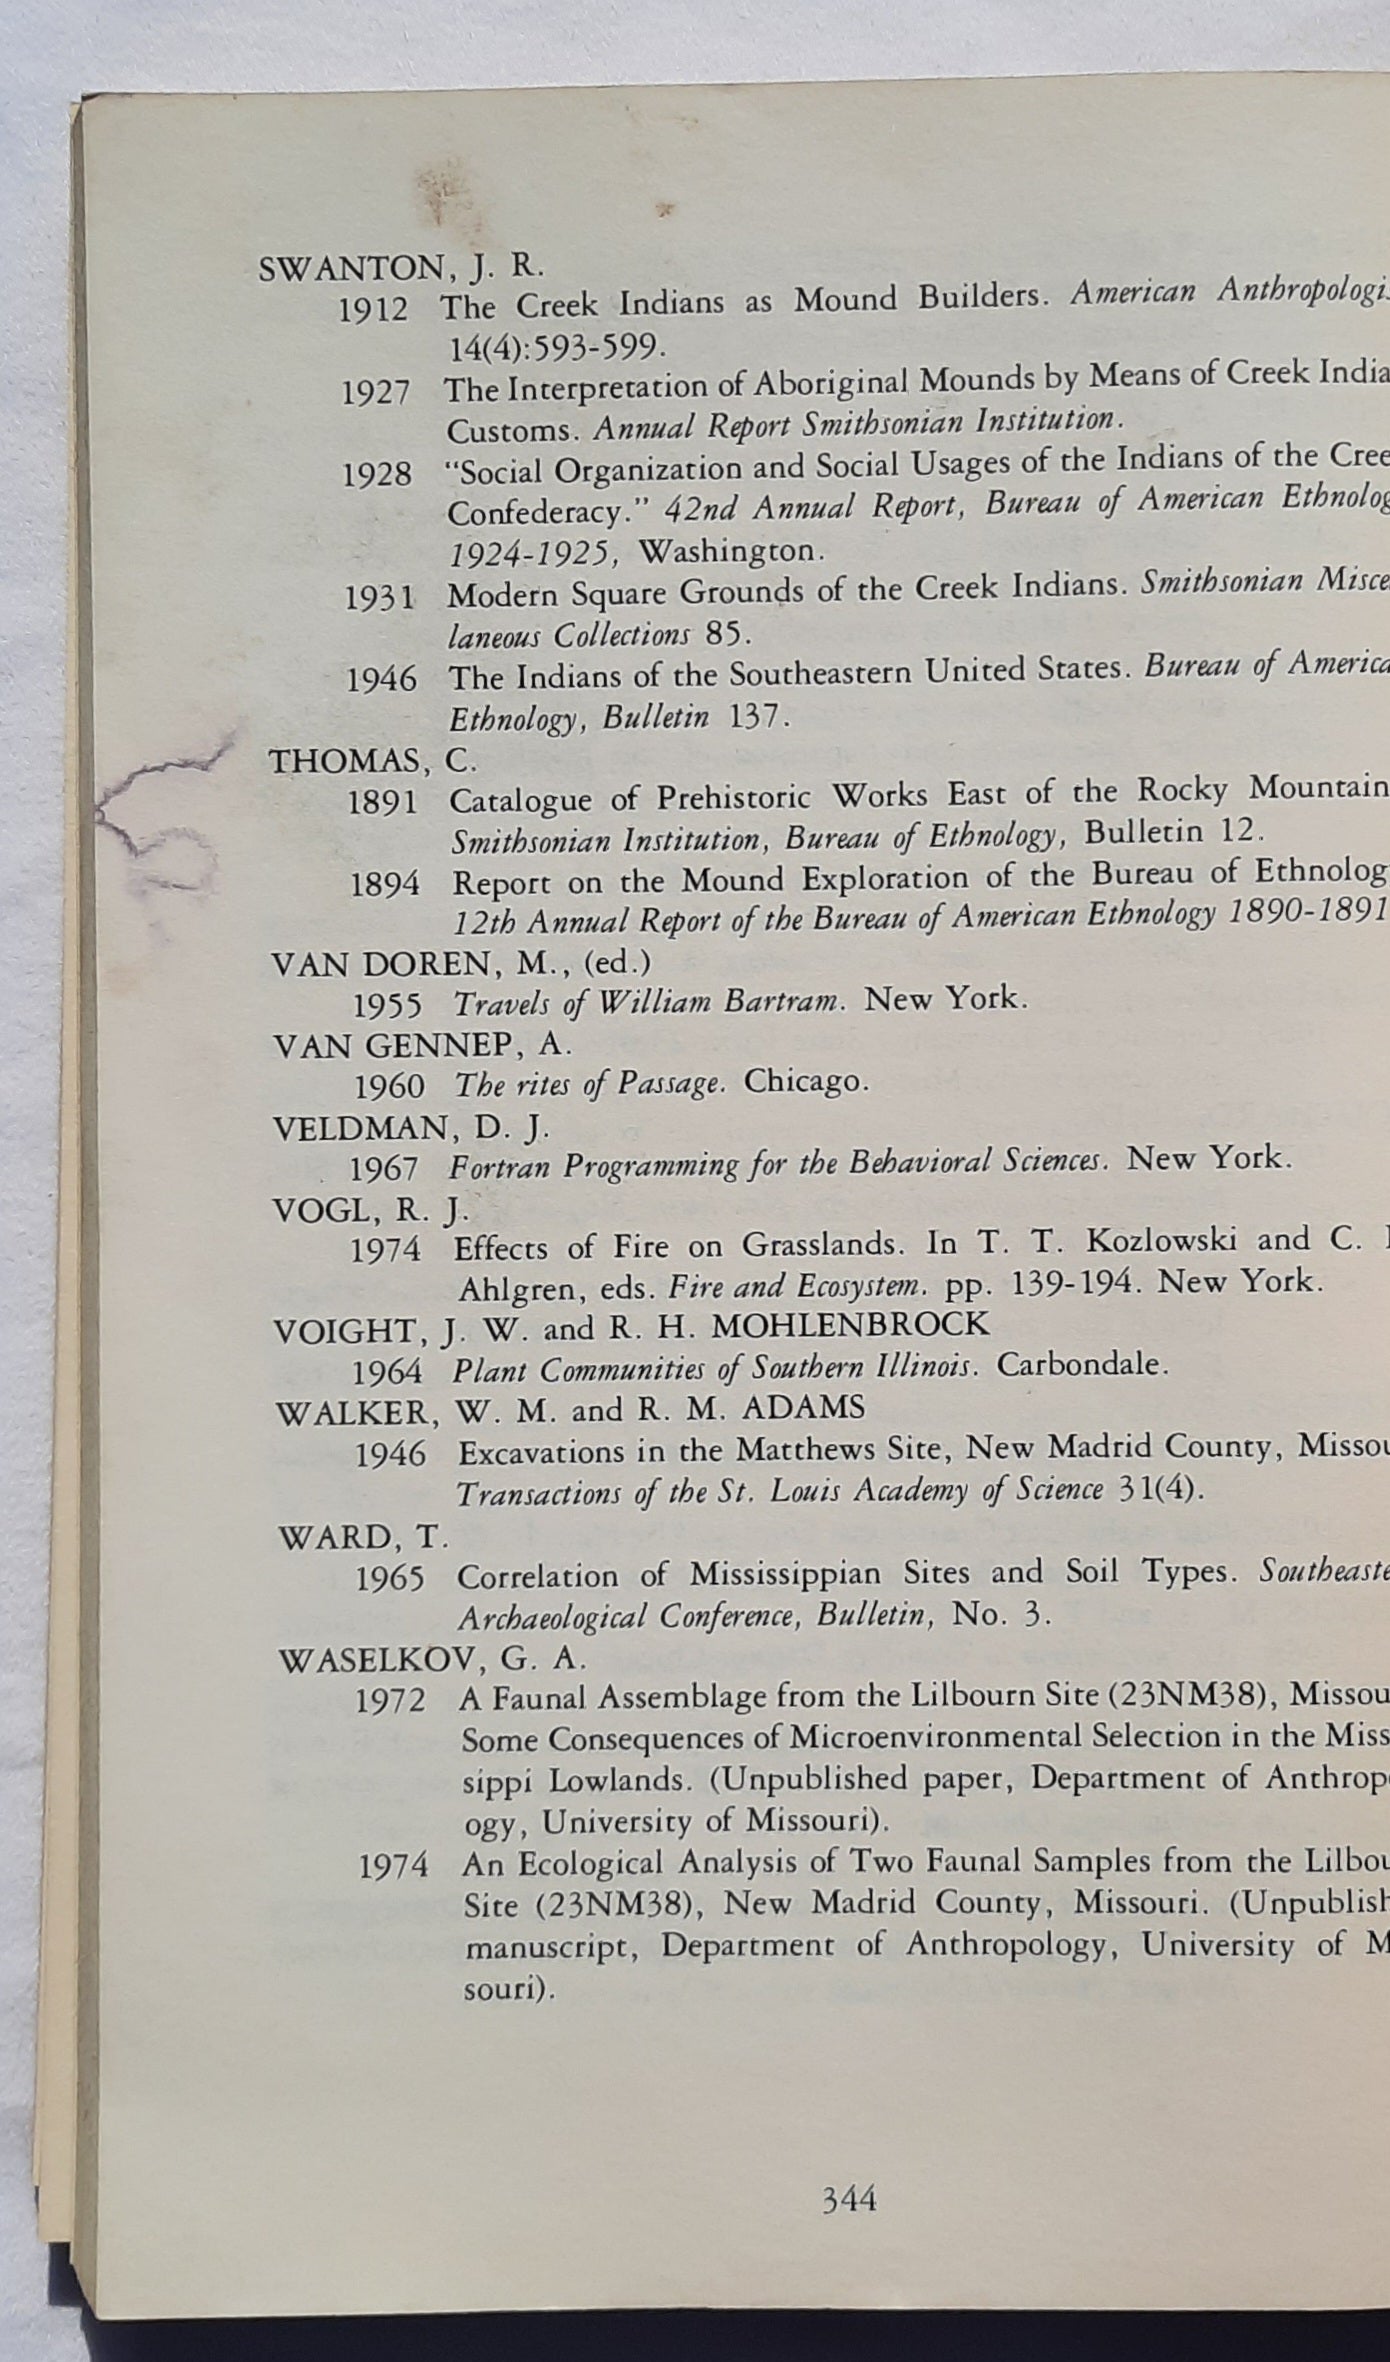 SWANTON, J. R.
1912 The Creek Indians as Mound Builders. American Anthropologis
14(4):593-599.
1927 The Interpretation of Aboriginal Mounds by Means of Creek India
Customs. Annual Report Smithsonian Institution.
1928 "Social Organization and Social Usages of the Indians of the Cree
Confederacy." 42nd Annual Report, Bureau of American Ethnolog
1924-1925, Washington.
1931 Modern Square Grounds of the Creek Indians. Smithsonian Miscel
laneous Collections 85.
1946 The Indians of the Southeastern United States. Bureau of America
Ethnology, Bulletin 137.
THOMAS, C.
1891 Catalogue of Prehistoric Works East of the Rocky Mountain
Smithsonian Institution, Bureau of Ethnology, Bulletin 12.
1894 Report on the Mound Exploration of the Bureau of Ethnolog
12th Annual Report of the Bureau of American Ethnology 1890-1891
VAN DOREN, M., (ed.)
1955 Travels of William Bartram. New York.
VAN GENNEP, A.
1960 The rites of Passage. Chicago.
VELDMAN, D. J.
1967 Fortran Programming for the Behavioral Sciences. New York.
VOGL, R. J.
1974 Effects of Fire on Grasslands. In T. T. Kozlowski and C.
Ahlgren, eds. Fire and Ecosystem. pp. 139-194. New York.
VOIGHT, J. W. and R. H. MOHLENBROCK
1964 Plant Communities of Southern Illinois. Carbondale.
WALKER, W. M. and R. M. ADAMS
1946 Excavations in the Matthews Site, New Madrid County, Missou
Transactions of the St. Louis Academy of Science 31(4).
WARD, T.
1965 Correlation of Mississippian Sites and Soil Types. Southeaste
Archaeological Conference, Bulletin, No. 3.
WASELKOV, G. A.
1972 A Faunal Assemblage from the Lilbourn Site (23NM38), Missou
Some Consequences of Microenvironmental Selection in the Miss
sippi Lowlands. (Unpublished paper, Department of Anthrop
ogy, University of Missouri).
1974 An Ecological Analysis of Two Faunal Samples from the Lilbou
Site (23NM38), New Madrid County, Missouri. (Unpublish
manuscript, Department of Anthropology, University of M
souri).
344